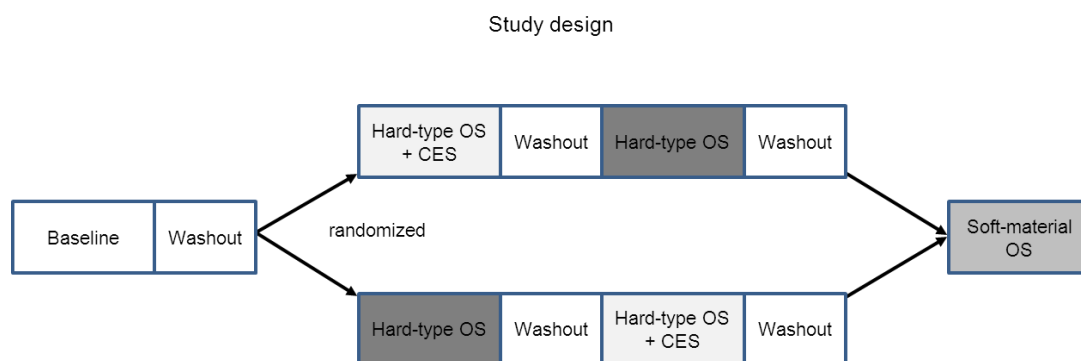 Study design
Hard-type OS
+ CES
Washout
Hard-type OS
Washout
Baseline
Washout
randomized
Soft-material
OS
Hard-type OS
Washout
Hard-type OS
+ CES
Washout